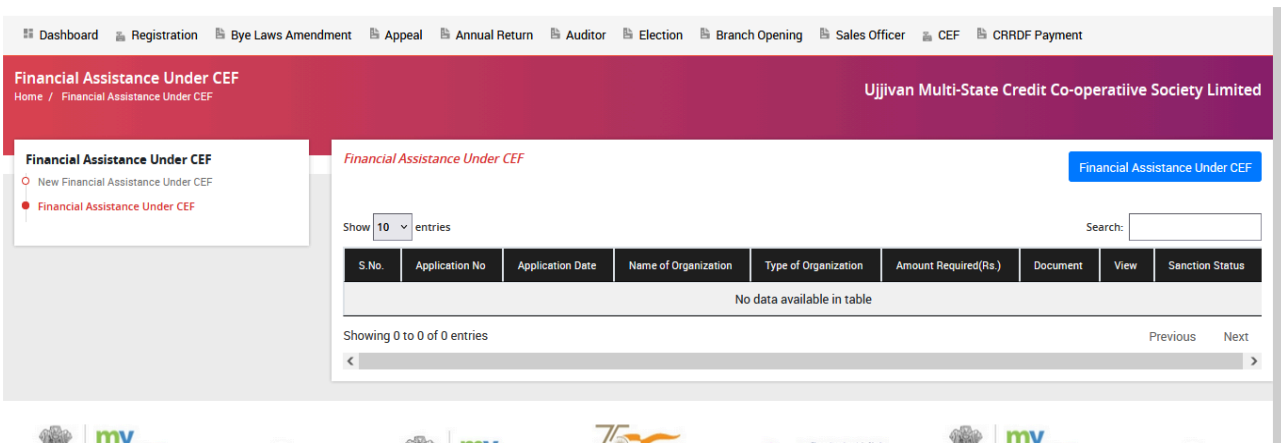 Dashboard Registration Bye Laws Amendment Appeal Annual Return Auditor Election Branch Opening Sales Officer CEF CRRDF Payment
Financial Assistance Under CEF
Home / Financial Assistance Under CEF
Ujjivan Multi-State Credit Co-operatiive Society Limited
Financial Assistance Under CEF
New Financial Assistance Under CEF
Financial Assistance Under CEF
Financial Assistance Under CEF
Financial Assistance Under CEF
Show 10 entries
Search:
S.No. Application No Application Date Name of Organization Type of Organization Amount Required(Rs.) Document View Sanction Status
No data available in table
Showing 0 to 0 of 0 entries
Previous Next
my
75
my